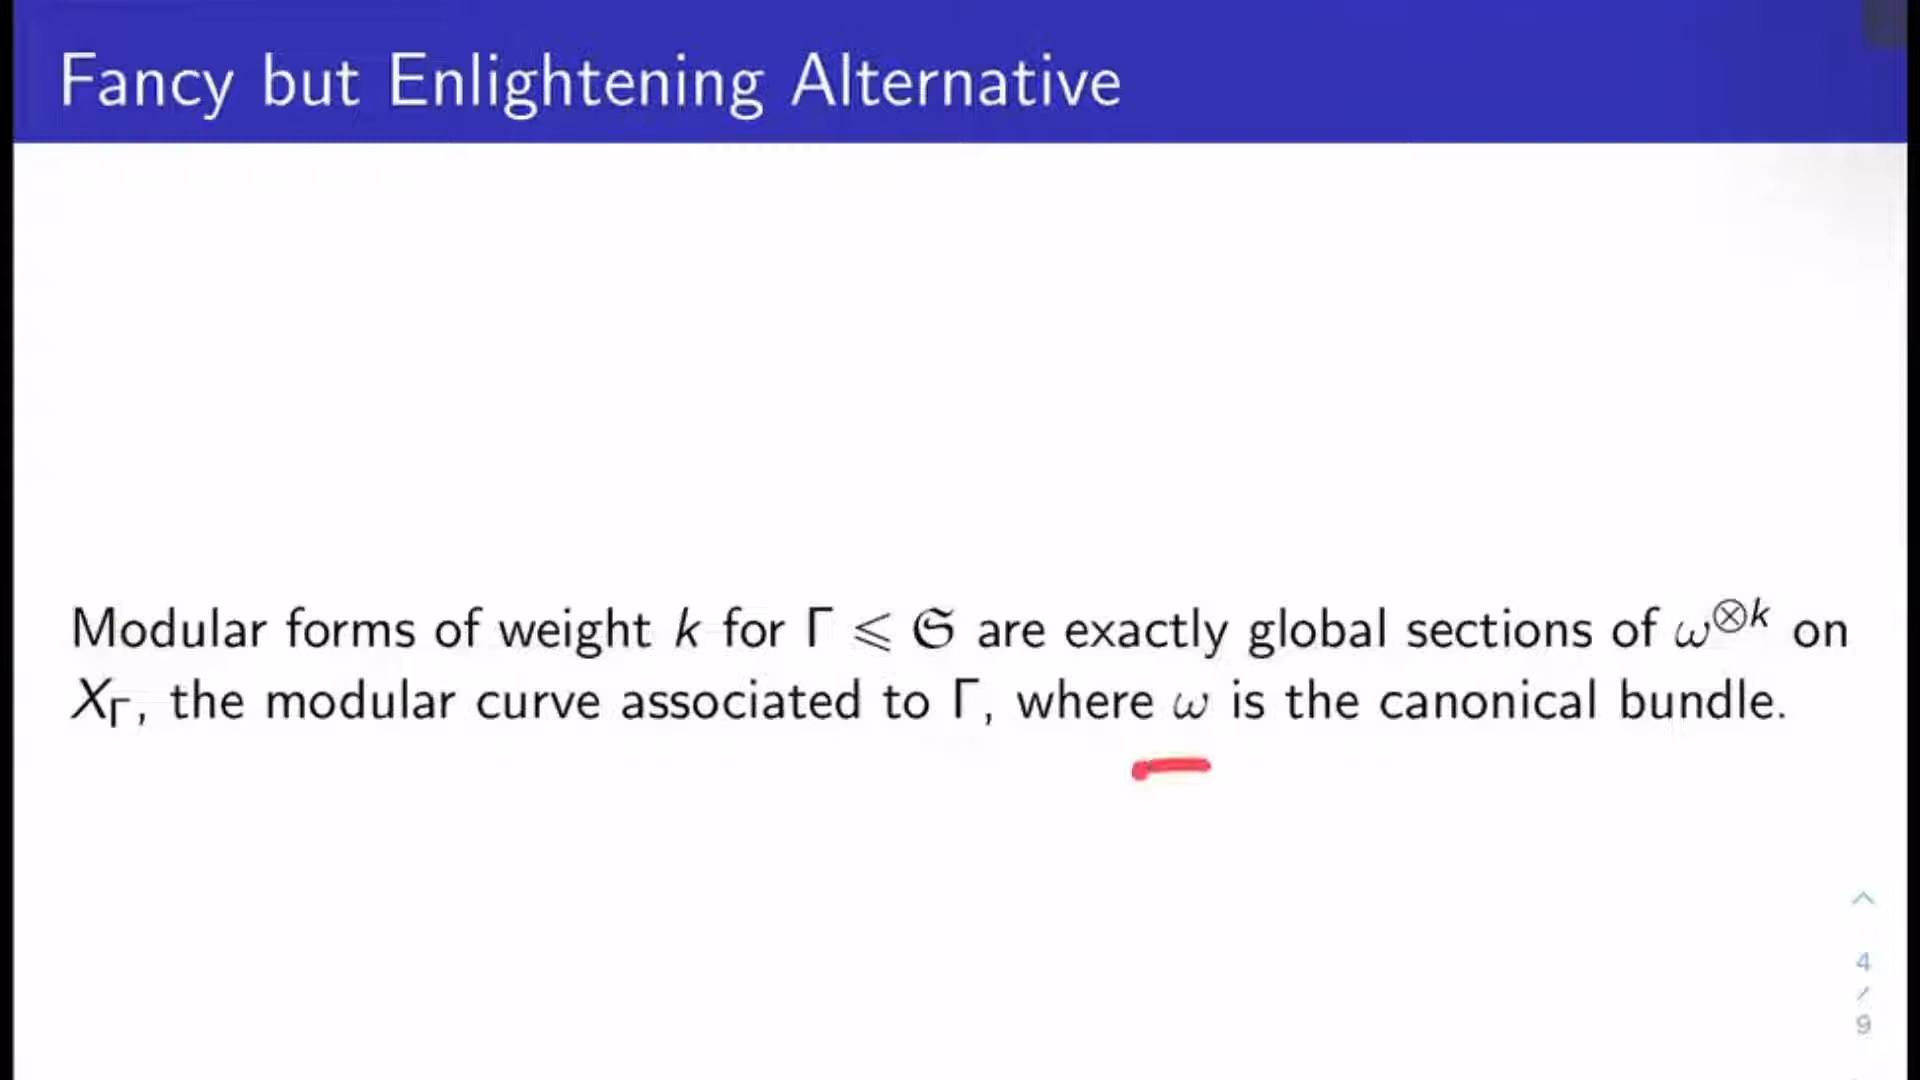 Fancy but Enlightening Alternative
Modular forms of weight k for Γ ⩽ 𝔖 are exactly global sections of ω^{⊗k} on
X_Γ, the modular curve associated to Γ, where ω is the canonical bundle.
4
/
9